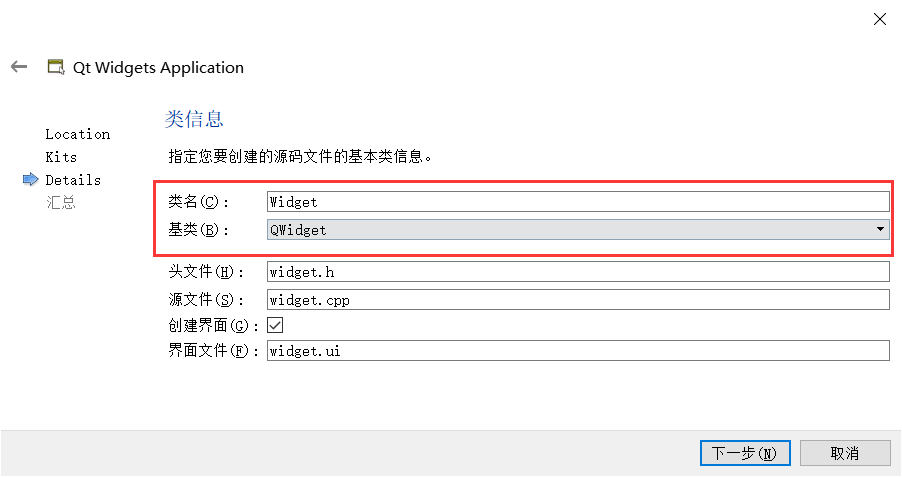 Qt Widgets Application
Location
Kits
Details
汇总
类信息
指定您要创建的源码文件的基本类信息。
类名(C): Widget
基类(B): QWidget
头文件(H): widget.h
源文件(S): widget.cpp
创建界面(G):
界面文件(F): widget.ui
下一步(N) 取消